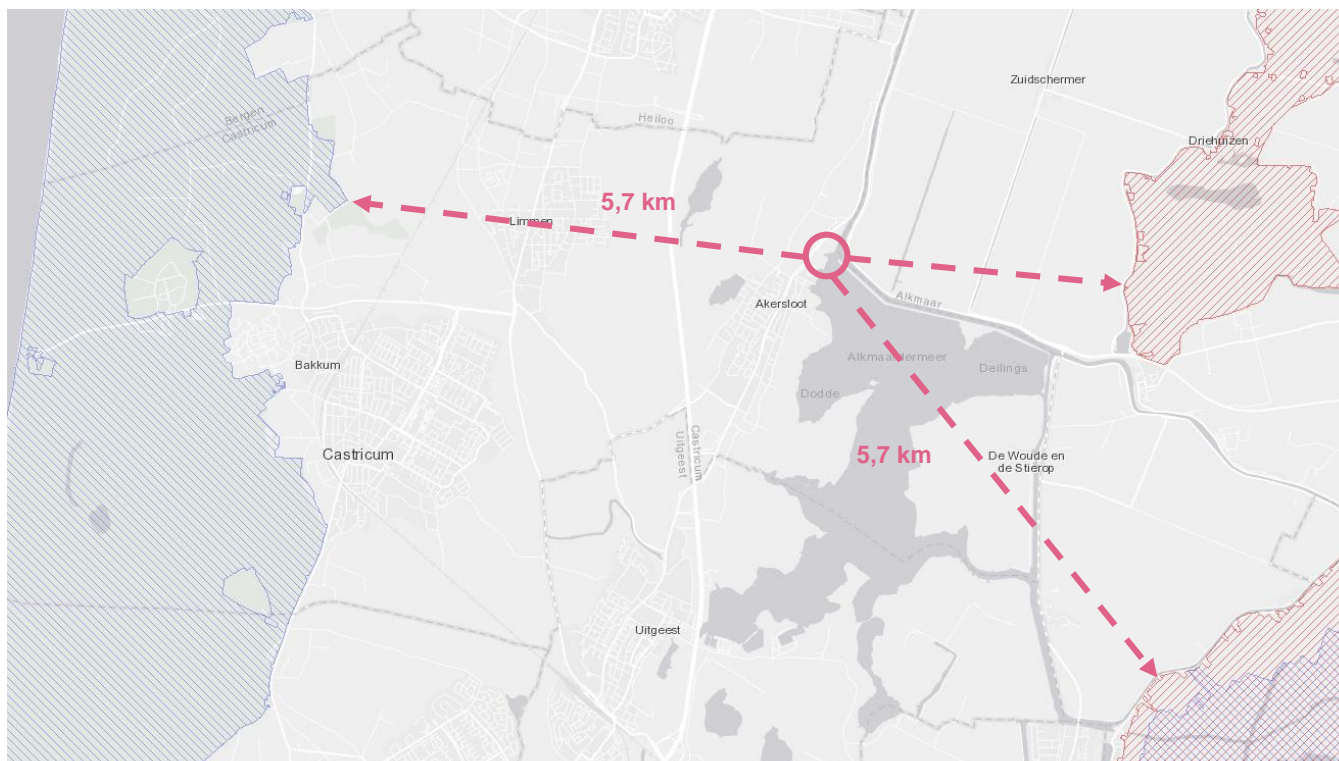 Zuidschermer
Bergen
Castricum
Heiloo
Driehuizen
5,7 km
Limmen
Akersloot
Alkmaar
Alkmaardermeer
Bakkum
Deilings
Dodde
Castricum
Uitgeest
Castricum
5,7 km
De Woude en
de Stierop
Uitgeest